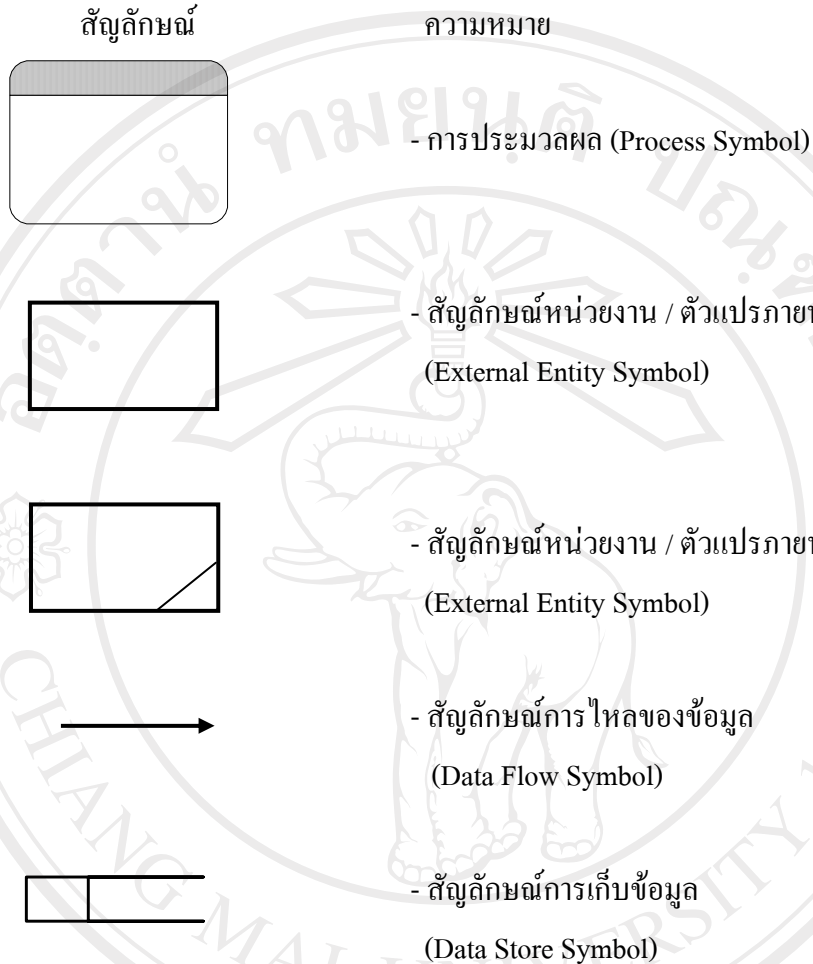 สัญลักษณ์ ความหมาย
- การประมวลผล (Process Symbol)
- สัญลักษณ์หน่วยงาน / ตัวแปรภาย
(External Entity Symbol)
- สัญลักษณ์หน่วยงาน / ตัวแปรภาย
(External Entity Symbol)
- สัญลักษณ์การไหลของข้อมูล
(Data Flow Symbol)
- สัญลักษณ์การเก็บข้อมูล
(Data Store Symbol)
CHIANG MAI UNIVERSITY